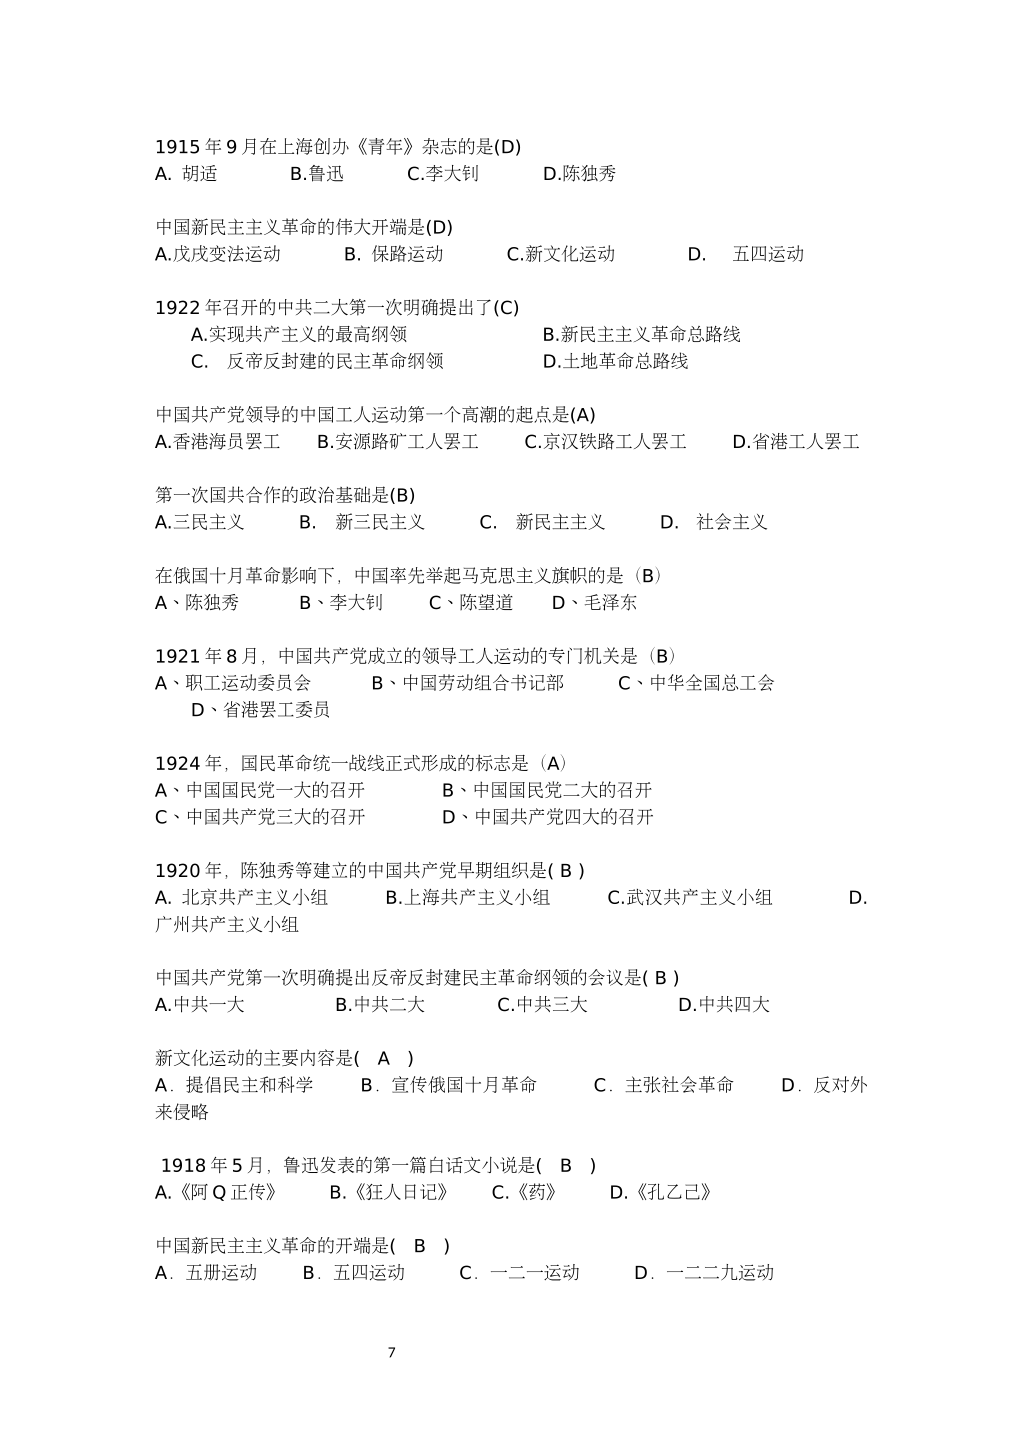 1915 年 9 月在上海创办《青年》杂志的是(D)
A. 胡适 B.鲁迅 C.李大钊 D.陈独秀
中国新民主主义革命的伟大开端是(D)
A.戊戌变法运动 B. 保路运动 C.新文化运动 D. 五四运动
1922 年召开的中共二大第一次明确提出了(C)
A.实现共产主义的最高纲领 B.新民主主义革命总路线
C. 反帝反封建的民主革命纲领 D.土地革命总路线
中国共产党领导的中国工人运动第一个高潮的起点是(A)
A.香港海员罢工 B.安源路矿工人罢工 C.京汉铁路工人罢工 D.省港工人罢工
第一次国共合作的政治基础是(B)
A.三民主义 B. 新三民主义 C. 新民主主义 D. 社会主义
在俄国十月革命影响下，中国率先举起马克思主义旗帜的是（B）
A、陈独秀 B、李大钊 C、陈望道 D、毛泽东
1921 年 8 月，中国共产党成立的领导工人运动的专门机关是（B）
A、职工运动委员会 B、中国劳动组合书记部 C、中华全国总工会
D、省港罢工委员
1924 年，国民革命统一战线正式形成的标志是（A）
A、中国国民党一大的召开 B、中国国民党二大的召开
C、中国共产党三大的召开 D、中国共产党四大的召开
1920 年，陈独秀等建立的中国共产党早期组织是( B )
A. 北京共产主义小组 B.上海共产主义小组 C.武汉共产主义小组 D.
广州共产主义小组
中国共产党第一次明确提出反帝反封建民主革命纲领的会议是( B )
A.中共一大 B.中共二大 C.中共三大 D.中共四大
新文化运动的主要内容是( A )
A．提倡民主和科学 B．宣传俄国十月革命 C．主张社会革命 D．反对外
来侵略
1918 年 5 月，鲁迅发表的第一篇白话文小说是( B )
A.《阿 Q 正传》 B.《狂人日记》 C.《药》 D.《孔乙己》
中国新民主主义革命的开端是( B )
A．五册运动 B．五四运动 C．一二一运动 D．一二二九运动
7